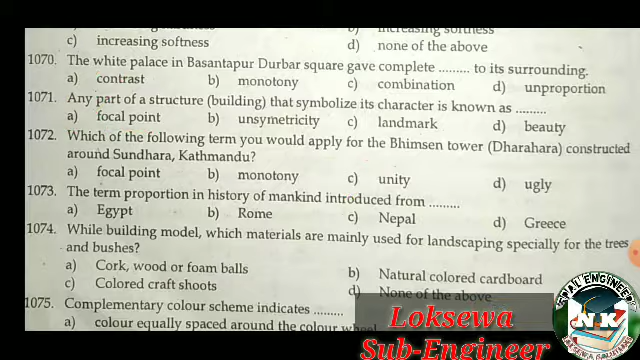 b) increasing softness
c) increasing softness d) none of the above
1070. The white palace in Basantapur Durbar square gave complete ......... to its surrounding.
a) contrast b) monotony c) combination d) unproportion
1071. Any part of a structure (building) that symbolize its character is known as .........
a) focal point b) unsymetricity c) landmark d) beauty
1072. Which of the following term you would apply for the Bhimsen tower (Dharahara) constructed
around Sundhara, Kathmandu?
a) focal point b) monotony c) unity d) ugly
1073. The term proportion in history of mankind introduced from .........
a) Egypt b) Rome c) Nepal d) Greece
1074. While building model, which materials are mainly used for landscaping specially for the trees
and bushes?
a) Cork, wood or foam balls b) Natural colored cardboard
c) Colored craft shoots d) None of the above
1075. Complementary colour scheme indicates .........
a) colour equally spaced around the colour wheel
Loksewa
Sub-Engineer
CIVIL ENGINEER
NK